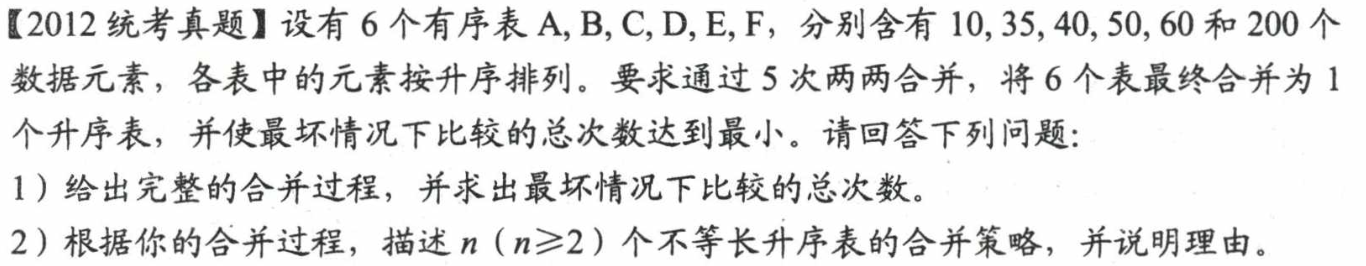 【2012 统考真题】设有 6 个有序表 A, B, C, D, E, F，分别含有 10, 35, 40, 50, 60 和 200 个
数据元素，各表中的元素按升序排列。要求通过 5 次两两合并，将 6 个表最终合并为 1
个升序表，并使最坏情况下比较的总次数达到最小。请回答下列问题：
1）给出完整的合并过程，并求出最坏情况下比较的总次数。
2）根据你的合并过程，描述 n（n≥2）个不等长升序表的合并策略，并说明理由。